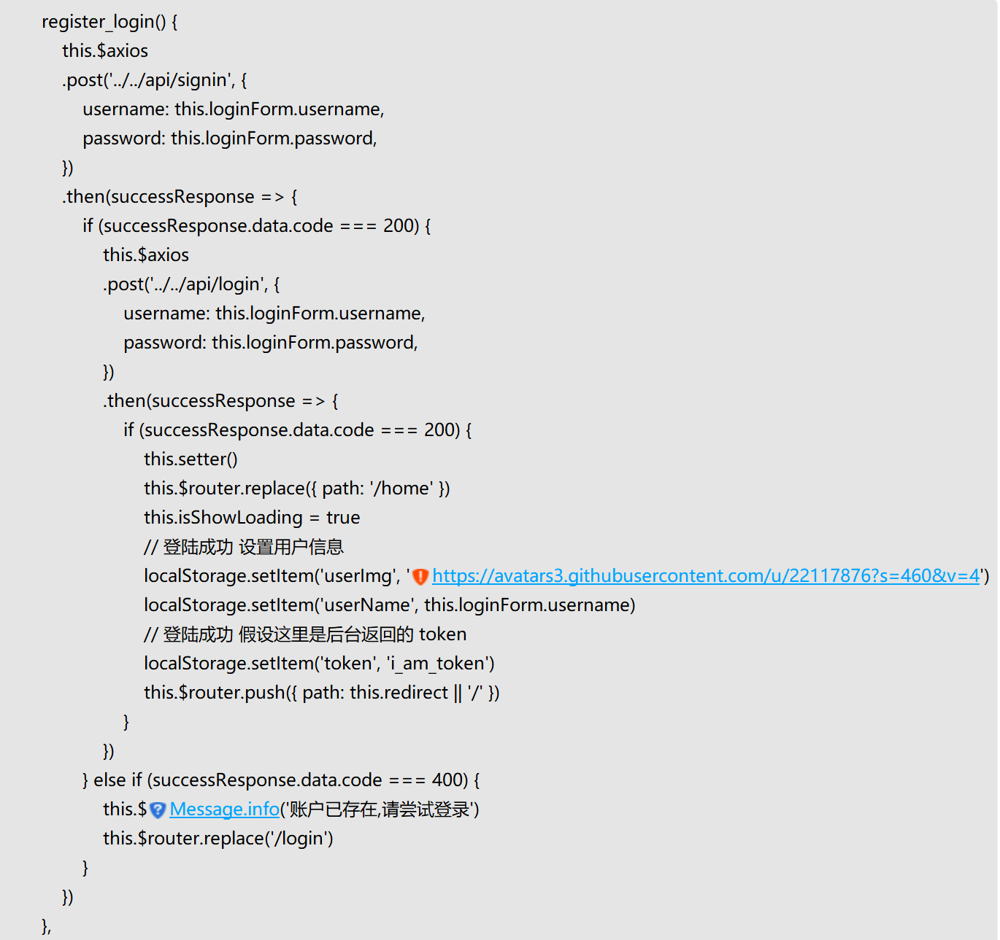 register_login() {
this.$axios
.post('../../api/signin', {
username: this.loginForm.username,
password: this.loginForm.password,
})
.then(successResponse => {
if (successResponse.data.code === 200) {
this.$axios
.post('../../api/login', {
username: this.loginForm.username,
password: this.loginForm.password,
})
.then(successResponse => {
if (successResponse.data.code === 200) {
this.setter()
this.$router.replace({ path: '/home' })
this.isShowLoading = true
// 登陆成功 设置用户信息
localStorage.setItem('userImg', 'https://avatars3.githubusercontent.com/u/22117876?s=460&v=4')
localStorage.setItem('userName', this.loginForm.username)
// 登陆成功 假设这里是后台返回的 token
localStorage.setItem('token', 'i_am_token')
this.$router.push({ path: this.redirect || '/' })
}
})
} else if (successResponse.data.code === 400) {
this.$Message.info('账户已存在,请尝试登录')
this.$router.replace('/login')
}
})
},